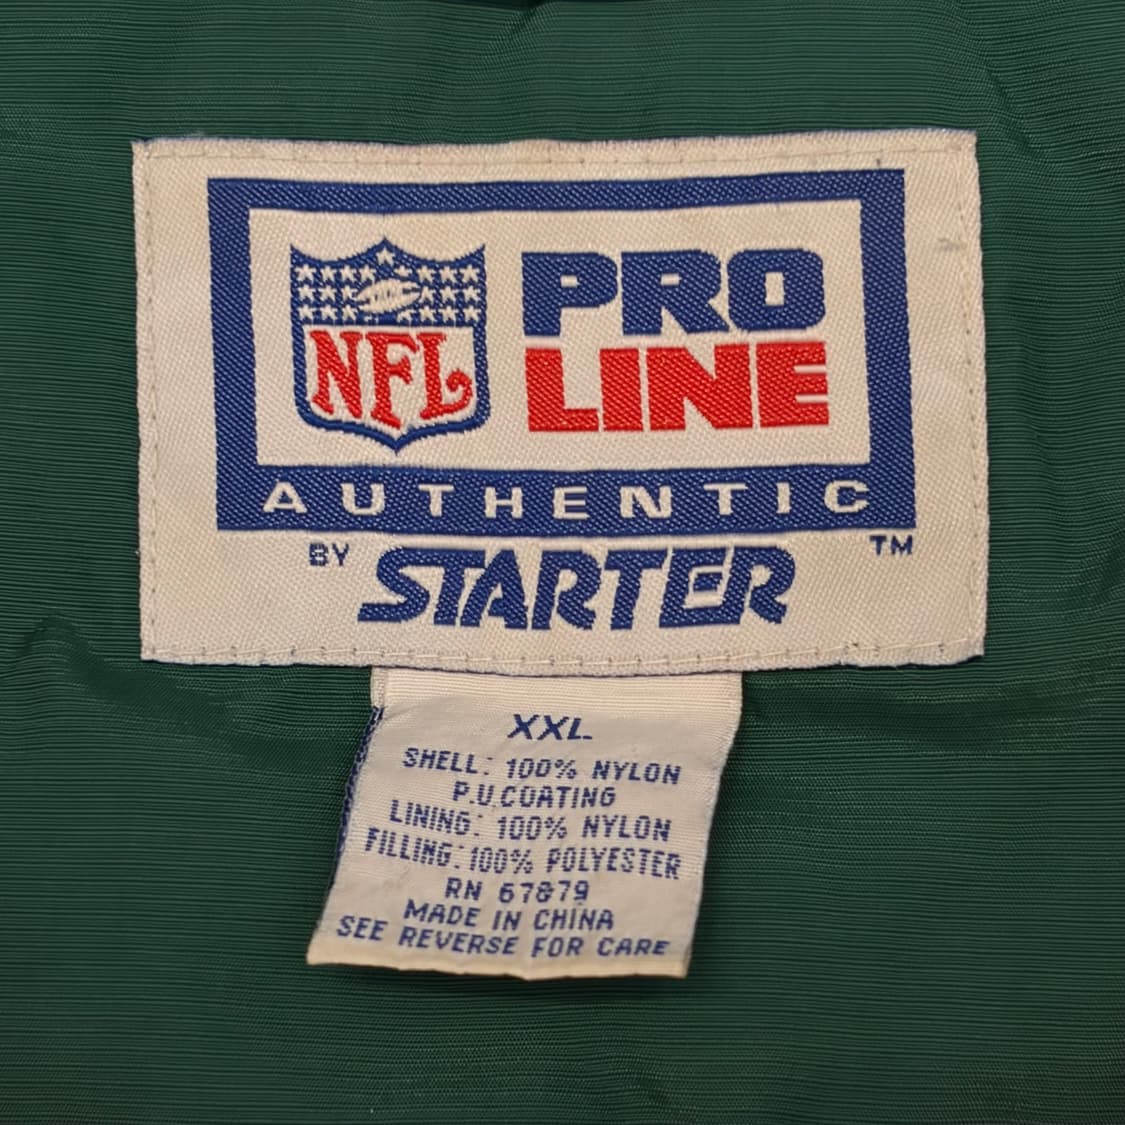 NFL
PRO
LINE
AUTHENTIC
BY STARTER TM
XXL
SHELL: 100% NYLON
P.U.COATING
LINING: 100% NYLON
FILLING: 100% POLYESTER
RN 67879
MADE IN CHINA
SEE REVERSE FOR CARE